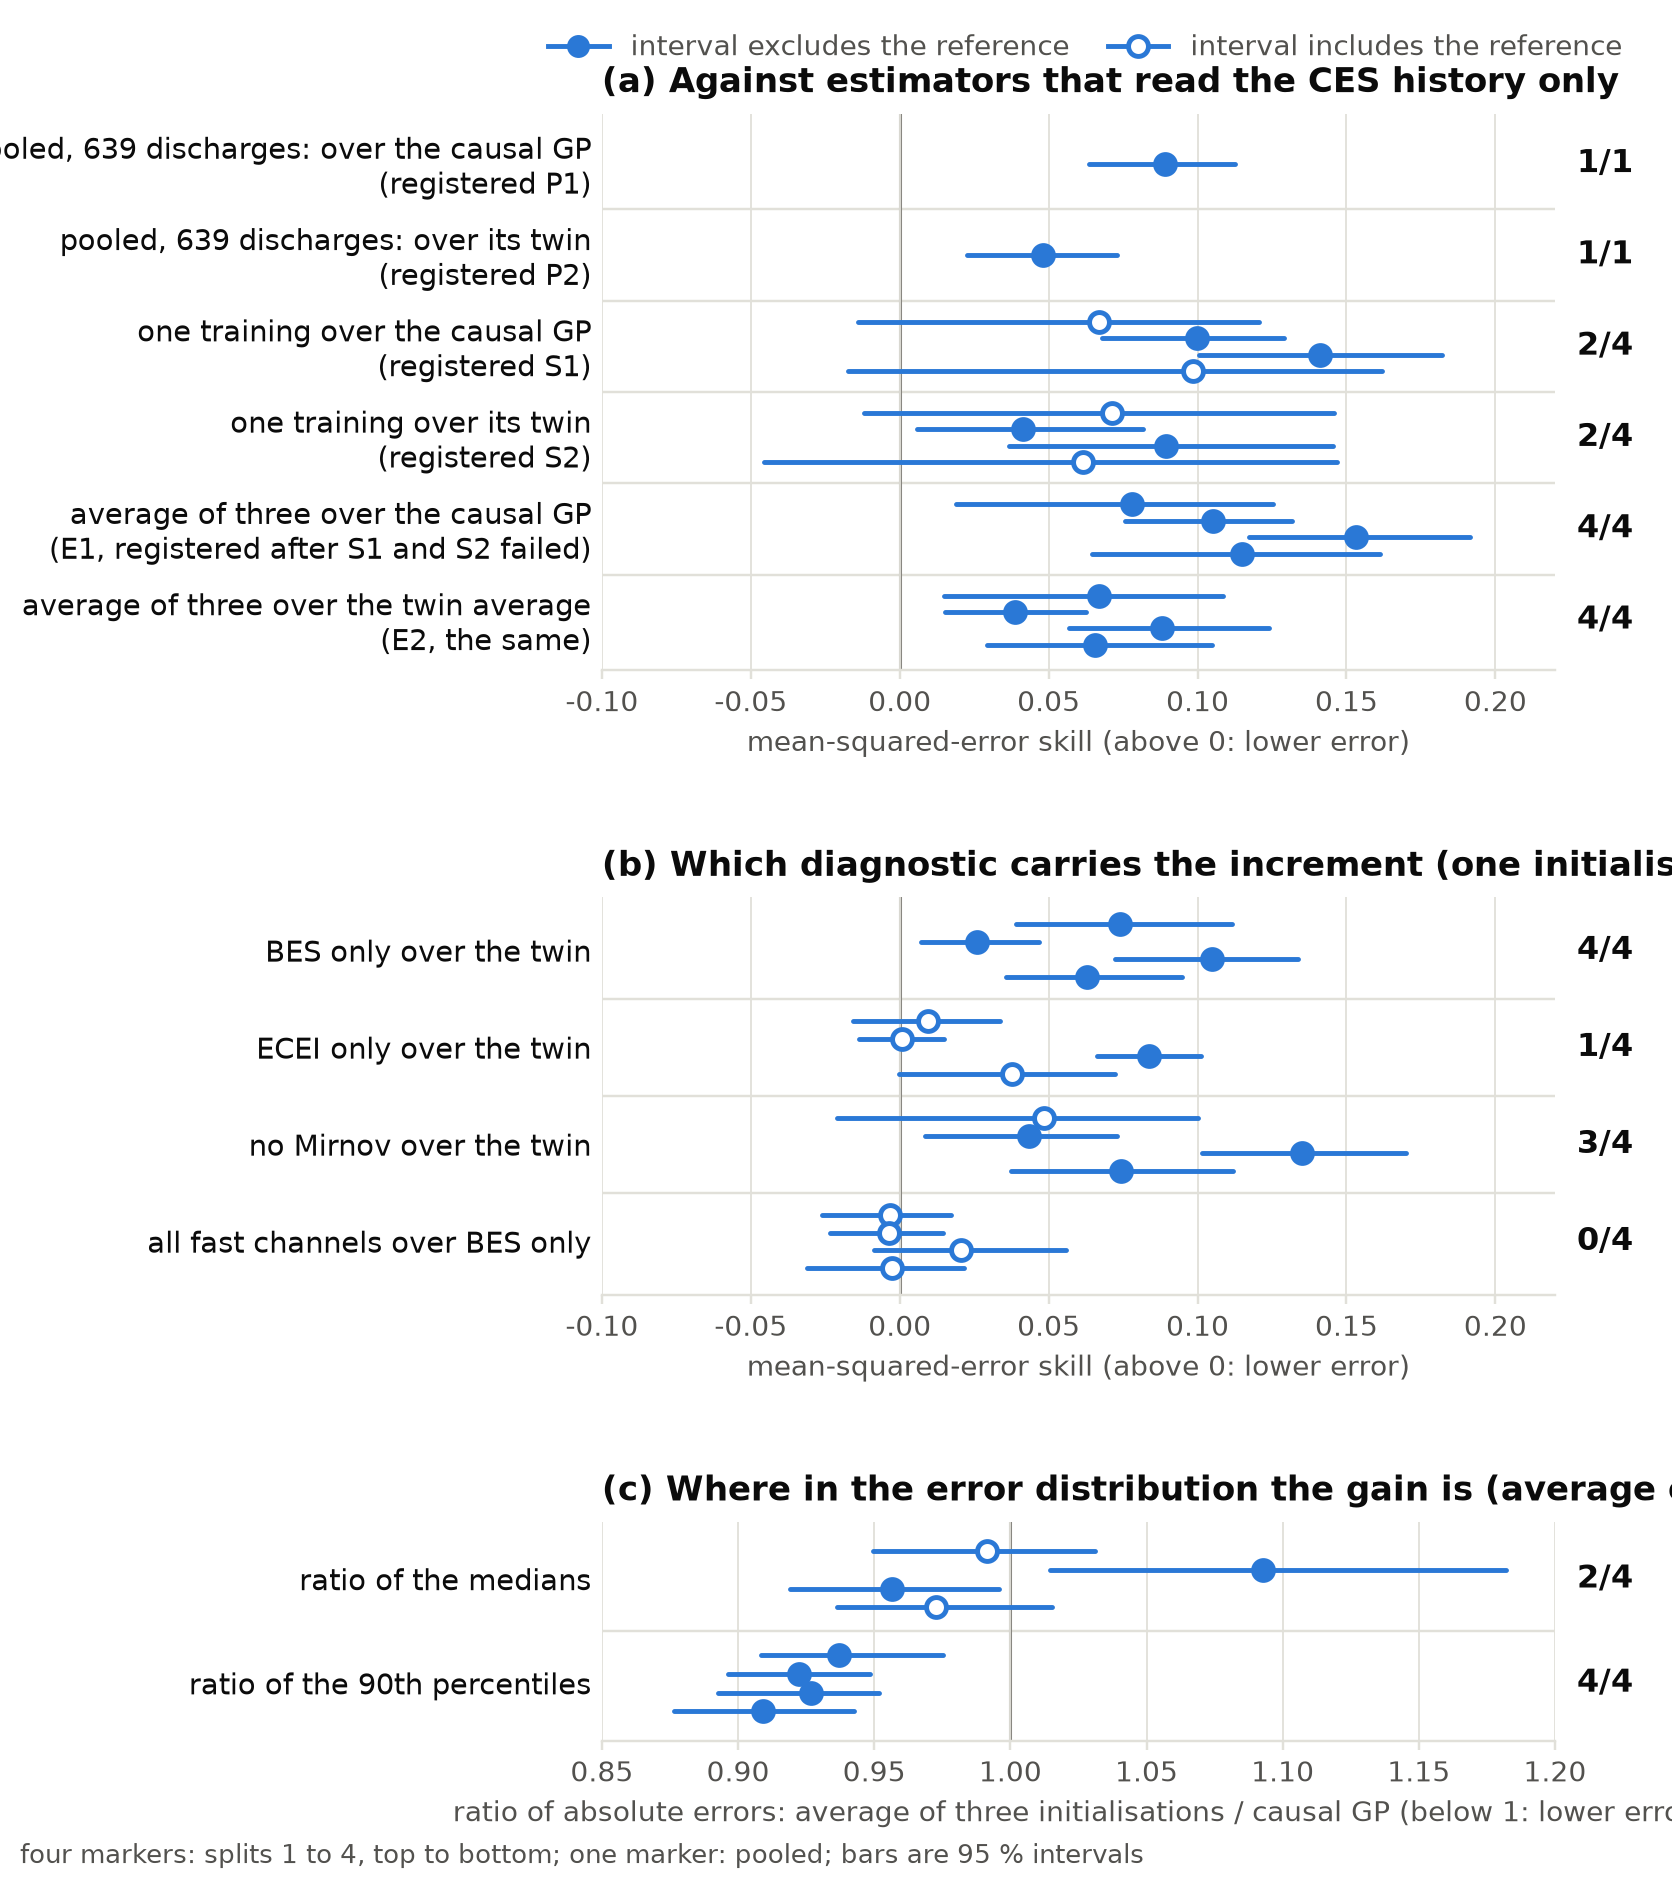 interval excludes the reference interval includes the reference
(a) Against estimators that read the CES history only
639 discharges: over the causal GP
(registered P1)
1/1
pooled, 639 discharges: over its twin
(registered P2)
1/1
one training over the causal GP
(registered S1)
2/4
one training over its twin
(registered S2)
2/4
average of three over the causal GP
(E1, registered after S1 and S2 failed)
4/4
average of three over the twin average
(E2, the same)
4/4
-0.10 -0.05 0.00 0.05 0.10 0.15 0.20
mean-squared-error skill (above 0: lower error)
(b) Which diagnostic carries the increment (one
BES only over the twin
4/4
ECEI only over the twin
1/4
no Mirnov over the twin
3/4
all fast channels over BES only
0/4
-0.10 -0.05 0.00 0.05 0.10 0.15 0.20
mean-squared-error skill (above 0: lower error)
(c) Where in the error distribution the gain is (average
ratio of the medians
2/4
ratio of the 90th percentiles
4/4
0.85 0.90 0.95 1.00 1.05 1.10 1.15 1.20
ratio of absolute errors: average of three initialisations / causal GP (below 1: lower
four markers: splits 1 to 4, top to bottom; one marker: pooled; bars are 95 % intervals